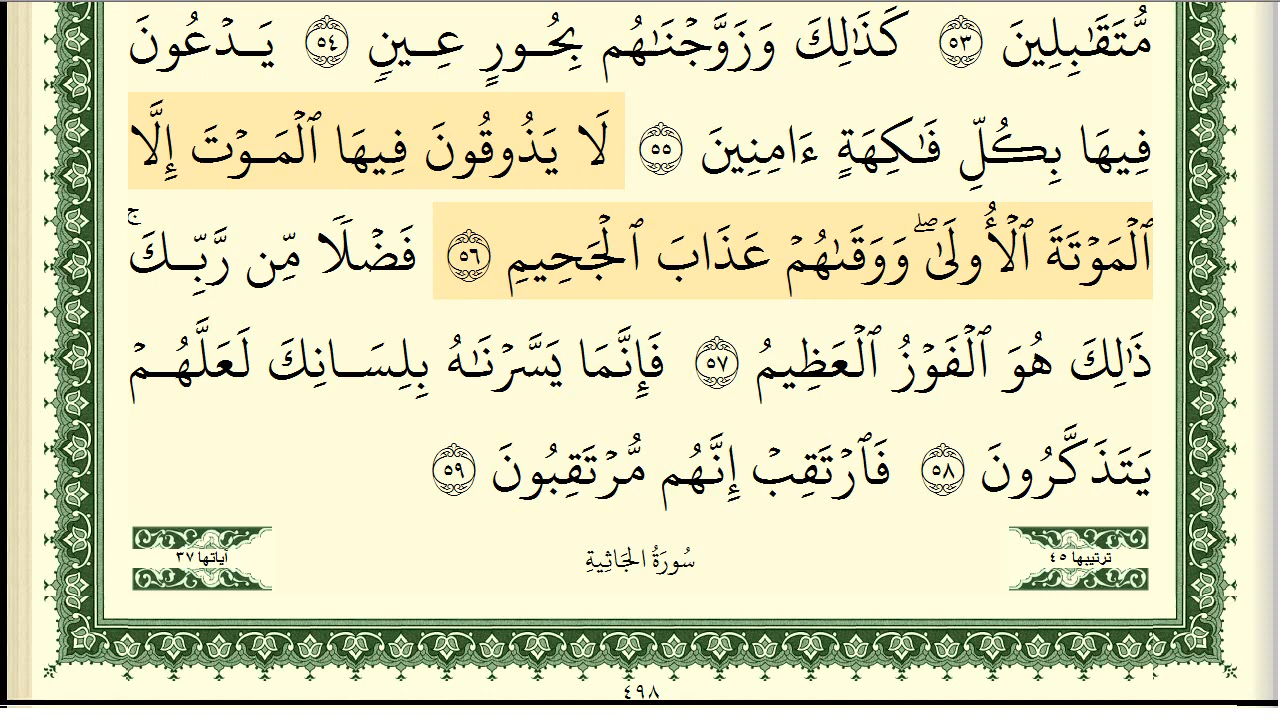 مُّتَقَٰبِلِينَ ٥٣ كَذَٰلِكَ وَزَوَّجْنَٰهُم بِحُورٍ عِينٍ ٥٤ يَدْعُونَ
فِيهَا بِكُلِّ فَٰكِهَةٍ ءَامِنِينَ ٥٥ لَا يَذُوقُونَ فِيهَا ٱلْمَوْتَ إِلَّا
ٱلْمَوْتَةَ ٱلْأُولَىٰ ۖ وَوَقَىٰهُمْ عَذَابَ ٱلْجَحِيمِ ٥٦ فَضْلًا مِّن رَّبِّكَ ۚ
ذَٰلِكَ هُوَ ٱلْفَوْزُ ٱلْعَظِيمُ ٥٧ فَإِنَّمَا يَسَّرْنَٰهُ بِلِسَانِكَ لَعَلَّهُمْ
يَتَذَكَّرُونَ ٥٨ فَٱرْتَقِبْ إِنَّهُم مُّرْتَقِبُونَ ٥٩
ترتيبها ٤٥ سُورَةُ الجَاثِيةِ آياتها ٣٧
٤٩٨